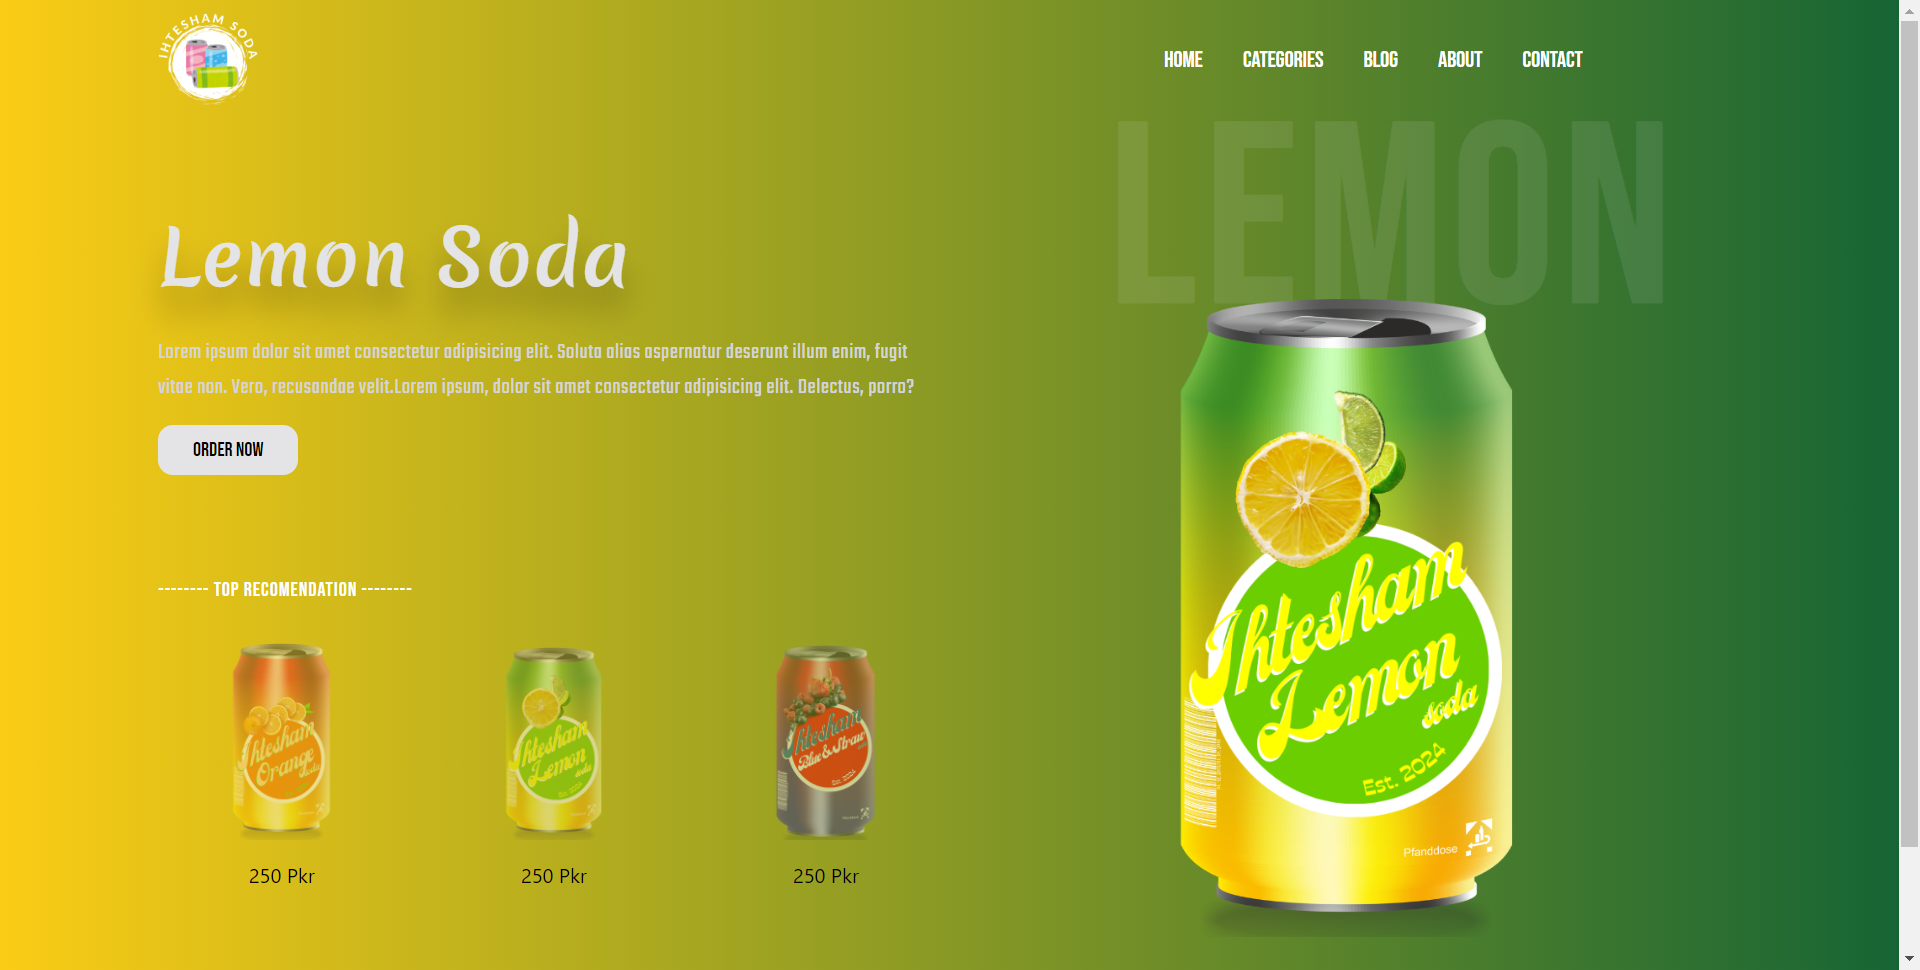 IHTESHAM SODA
HOME CATEGORIES BLOG ABOUT CONTACT
LEMON
Lemon Soda
Lorem ipsum dolor sit amet consectetur adipisicing elit. Soluta alias aspernatur deserunt illum enim, fugit
vitae non. Vero, recusandae velit.Lorem ipsum, dolor sit amet consectetur adipisicing elit. Delectus, porro?
ORDER NOW
-------- TOP RECOMENDATION --------
Ihtesham
Orange
soda
Ihtesham
Lemon
soda
Ihtesham
Blue & Straw
Est. 2024
250 Pkr
250 Pkr
250 Pkr
Ihtesham
Lemon
soda
Est. 2024
Pfanddose